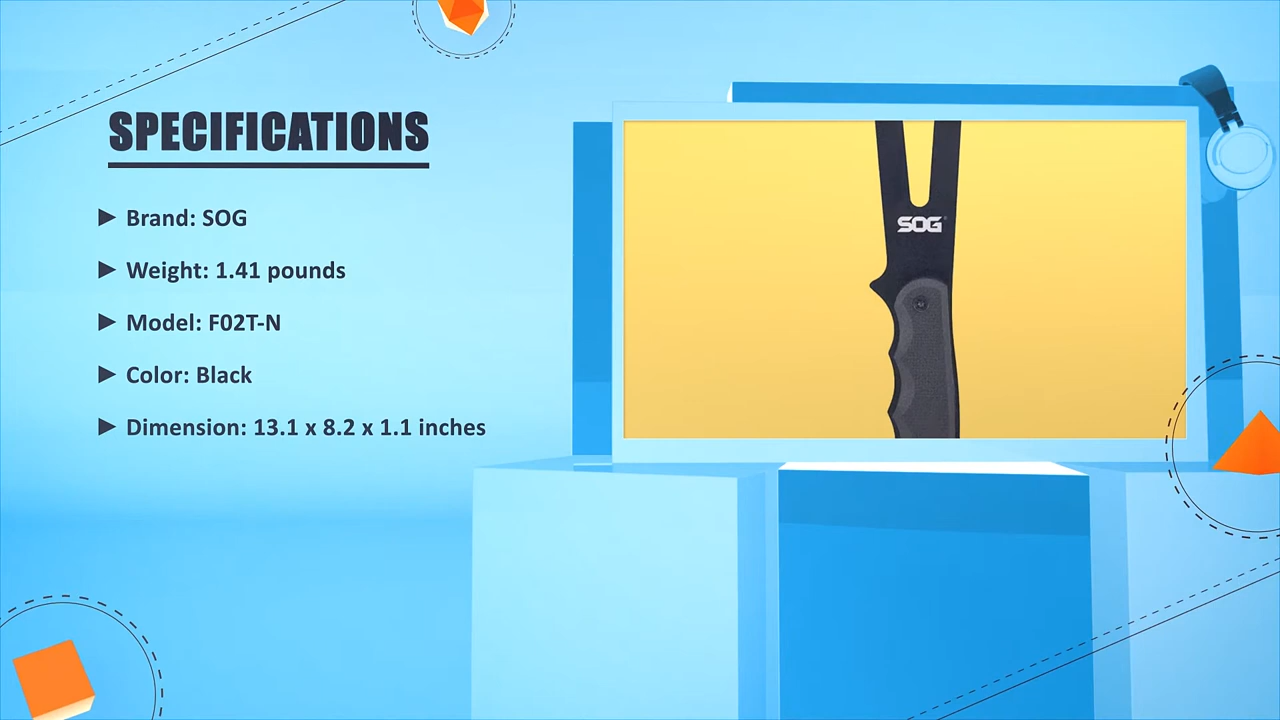 SPECIFICATIONS
► Brand: SOG
► Weight: 1.41 pounds
► Model: F02T-N
► Color: Black
► Dimension: 13.1 x 8.2 x 1.1 inches
SOG